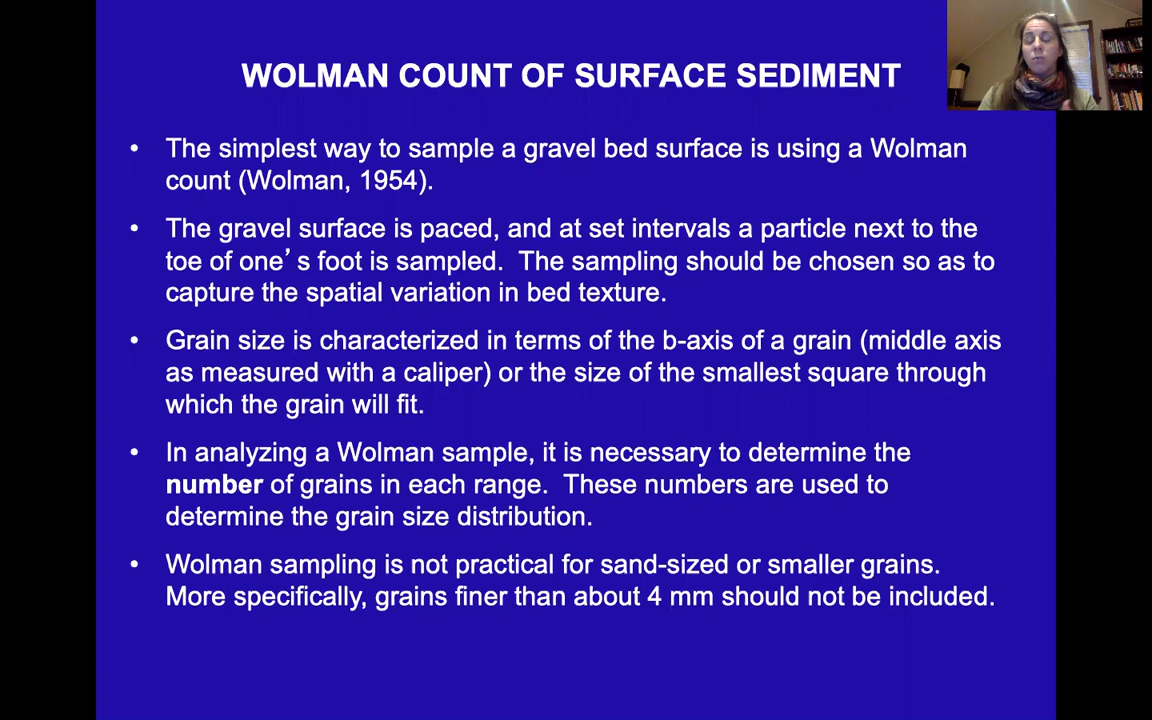 WOLMAN COUNT OF SURFACE SEDIMENT
• The simplest way to sample a gravel bed surface is using a Wolman
count (Wolman, 1954).
• The gravel surface is paced, and at set intervals a particle next to the
toe of one’s foot is sampled.  The sampling should be chosen so as to
capture the spatial variation in bed texture.
• Grain size is characterized in terms of the b-axis of a grain (middle axis
as measured with a caliper) or the size of the smallest square through
which the grain will fit.
• In analyzing a Wolman sample, it is necessary to determine the
number of grains in each range.  These numbers are used to
determine the grain size distribution.
• Wolman sampling is not practical for sand-sized or smaller grains.
More specifically, grains finer than about 4 mm should not be included.